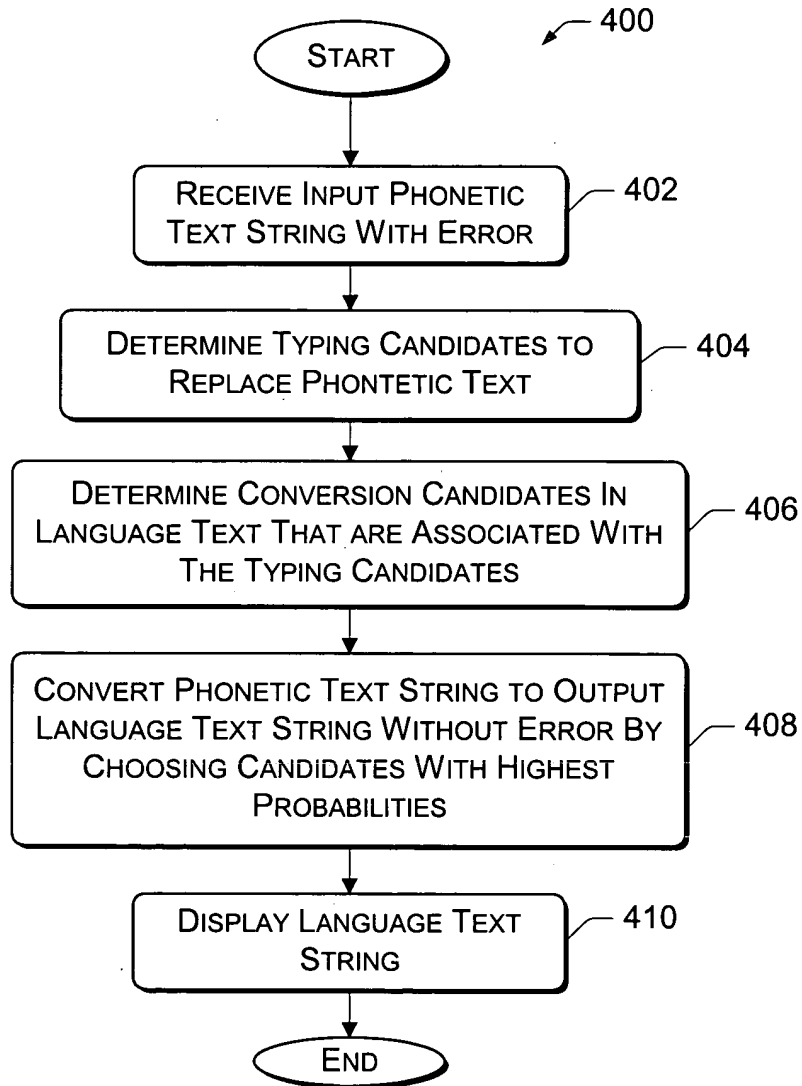 400
START
RECEIVE INPUT PHONETIC
TEXT STRING WITH ERROR
402
DETERMINE TYPING CANDIDATES TO
REPLACE PHONTETIC TEXT
404
DETERMINE CONVERSION CANDIDATES IN
LANGUAGE TEXT THAT ARE ASSOCIATED WITH
THE TYPING CANDIDATES
406
CONVERT PHONETIC TEXT STRING TO OUTPUT
LANGUAGE TEXT STRING WITHOUT ERROR BY
CHOOSING CANDIDATES WITH HIGHEST
PROBABILITIES
408
DISPLAY LANGUAGE TEXT
STRING
410
END